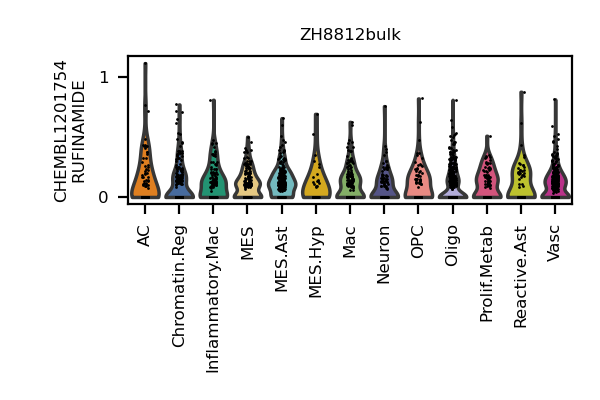 ZH8812bulk
CHEMBL1201754
RUFINAMIDE
1
0
AC
Chromatin.Reg
Inflammatory.Mac
MES
MES.Ast
MES.Hyp
Mac
Neuron
OPC
Oligo
Prolif.Metab
Reactive.Ast
Vasc